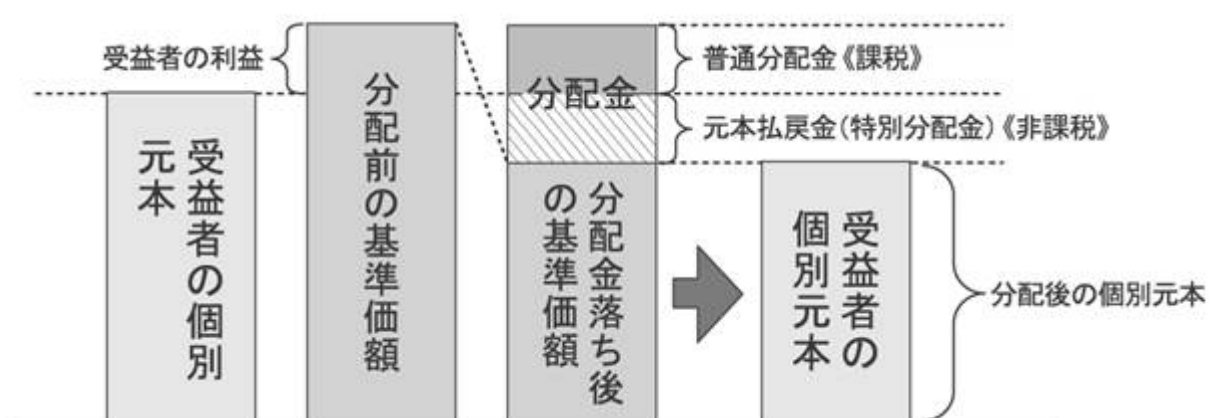 受益者の利益
普通分配金《課税》
分配金
元本払戻金(特別分配金)《非課税》
受益者の個別
元本
分配前の基準価額
分配金落ち後
の基準価額
受益者の
個別元本
分配後の個別元本